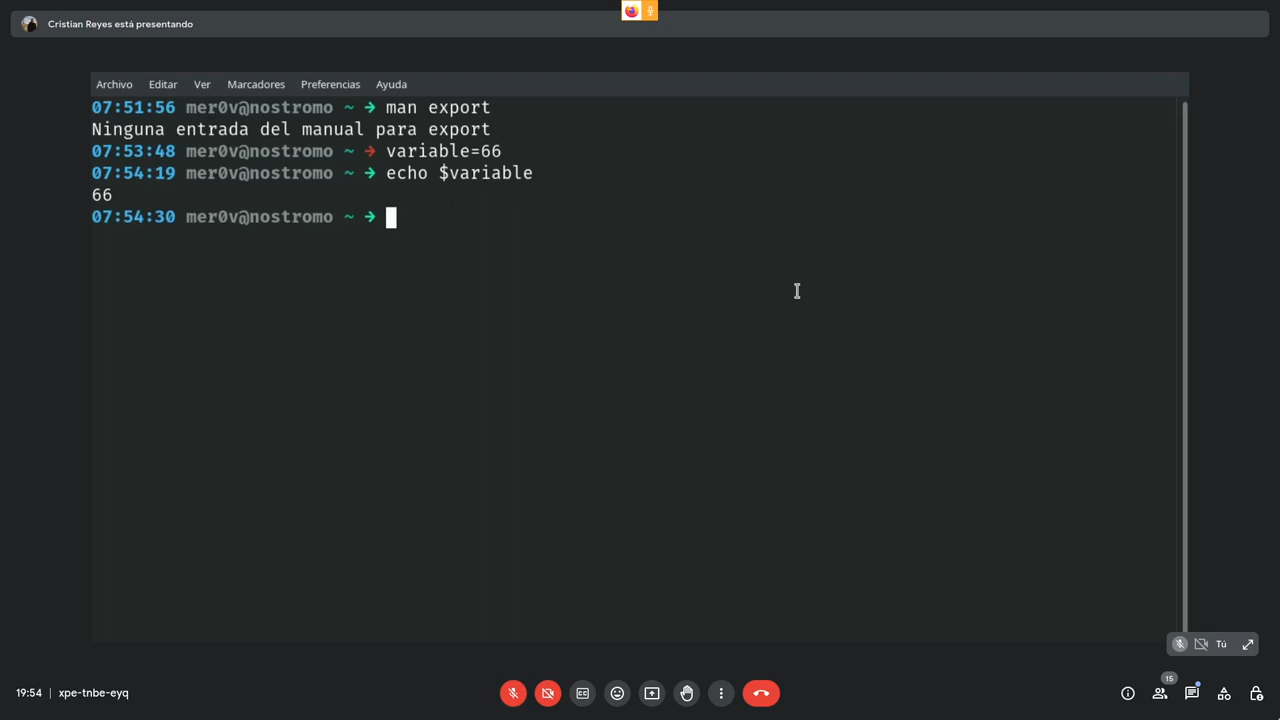 Cristian Reyes está presentando
Archivo Editar Ver Marcadores Preferencias Ayuda
07:51:56 mer0v@nostromo ~ → man export
Ninguna entrada del manual para export
07:53:48 mer0v@nostromo ~ → variable=66
07:54:19 mer0v@nostromo ~ → echo $variable
66
07:54:30 mer0v@nostromo ~ →
Tú
19:54 | xpe-tnbe-eyq
15